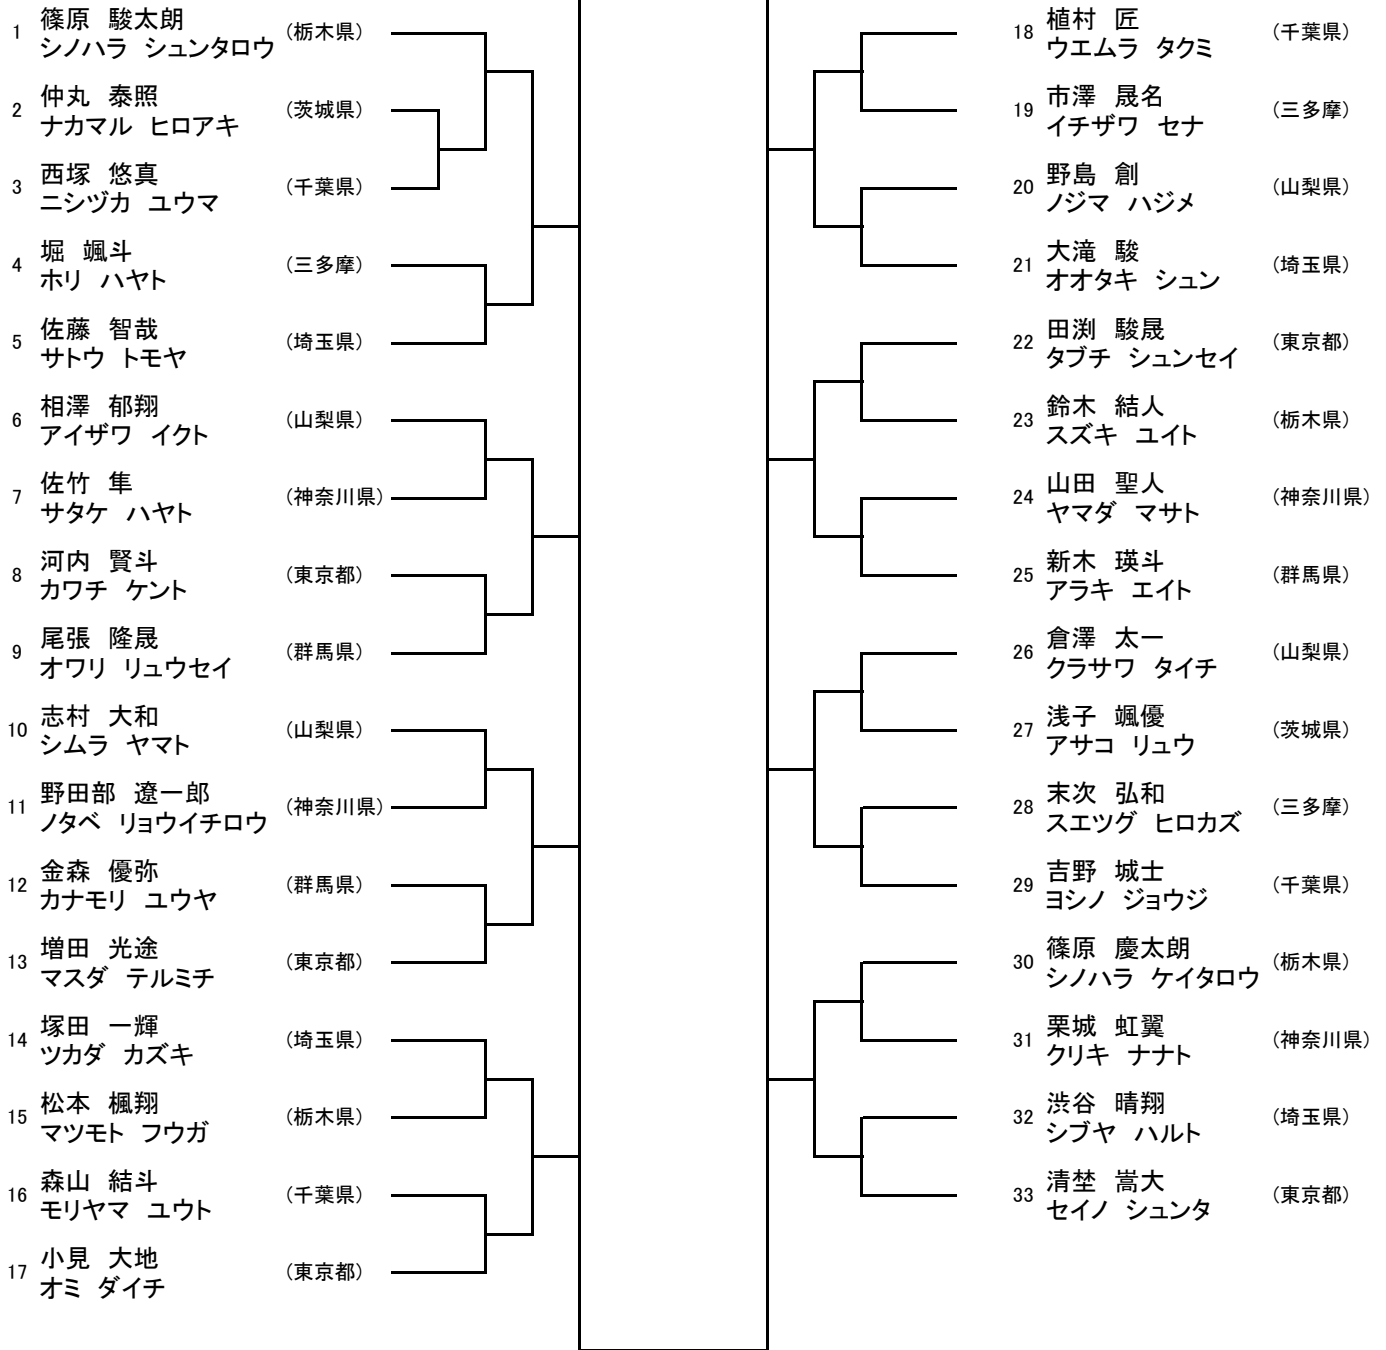 1 篠原 駿太朗 (栃木県)
シノハラ シュンタロウ
2 仲丸 泰照 (茨城県)
ナカマル ヒロアキ
3 西塚 悠真 (千葉県)
ニシヅカ ユウマ
4 堀 颯斗 (三多摩)
ホリ ハヤト
5 佐藤 智哉 (埼玉県)
サトウ トモヤ
6 相澤 郁翔 (山梨県)
アイザワ イクト
7 佐竹 隼 (神奈川県)
サタケ ハヤト
8 河内 賢斗 (東京都)
カワチ ケント
9 尾張 隆晟 (群馬県)
オワリ リュウセイ
10 志村 大和 (山梨県)
シムラ ヤマト
11 野田部 遼一郎 (神奈川県)
ノタベ リョウイチロウ
12 金森 優弥 (群馬県)
カナモリ ユウヤ
13 増田 光途 (東京都)
マスダ テルミチ
14 塚田 一輝 (埼玉県)
ツカダ カズキ
15 松本 楓翔 (栃木県)
マツモト フウガ
16 森山 結斗 (千葉県)
モリヤマ ユウト
17 小見 大地 (東京都)
オミ ダイチ
18 植村 匠 (千葉県)
ウエムラ タクミ
19 市澤 晟名 (三多摩)
イチザワ セナ
20 野島 創 (山梨県)
ノジマ ハジメ
21 大滝 駿 (埼玉県)
オオタキ シュン
22 田渕 駿晟 (東京都)
タブチ シュンセイ
23 鈴木 結人 (栃木県)
スズキ ユイト
24 山田 聖人 (神奈川県)
ヤマダ マサト
25 新木 瑛斗 (群馬県)
アラキ エイト
26 倉澤 太一 (山梨県)
クラサワ タイチ
27 浅子 颯優 (茨城県)
アサコ リュウ
28 末次 弘和 (三多摩)
スエツグ ヒロカズ
29 吉野 城士 (千葉県)
ヨシノ ジョウジ
30 篠原 慶太朗 (栃木県)
シノハラ ケイタロウ
31 栗城 虹翼 (神奈川県)
クリキ ナナト
32 渋谷 晴翔 (埼玉県)
シブヤ ハルト
33 清埜 嵩大 (東京都)
セイノ シュンタ